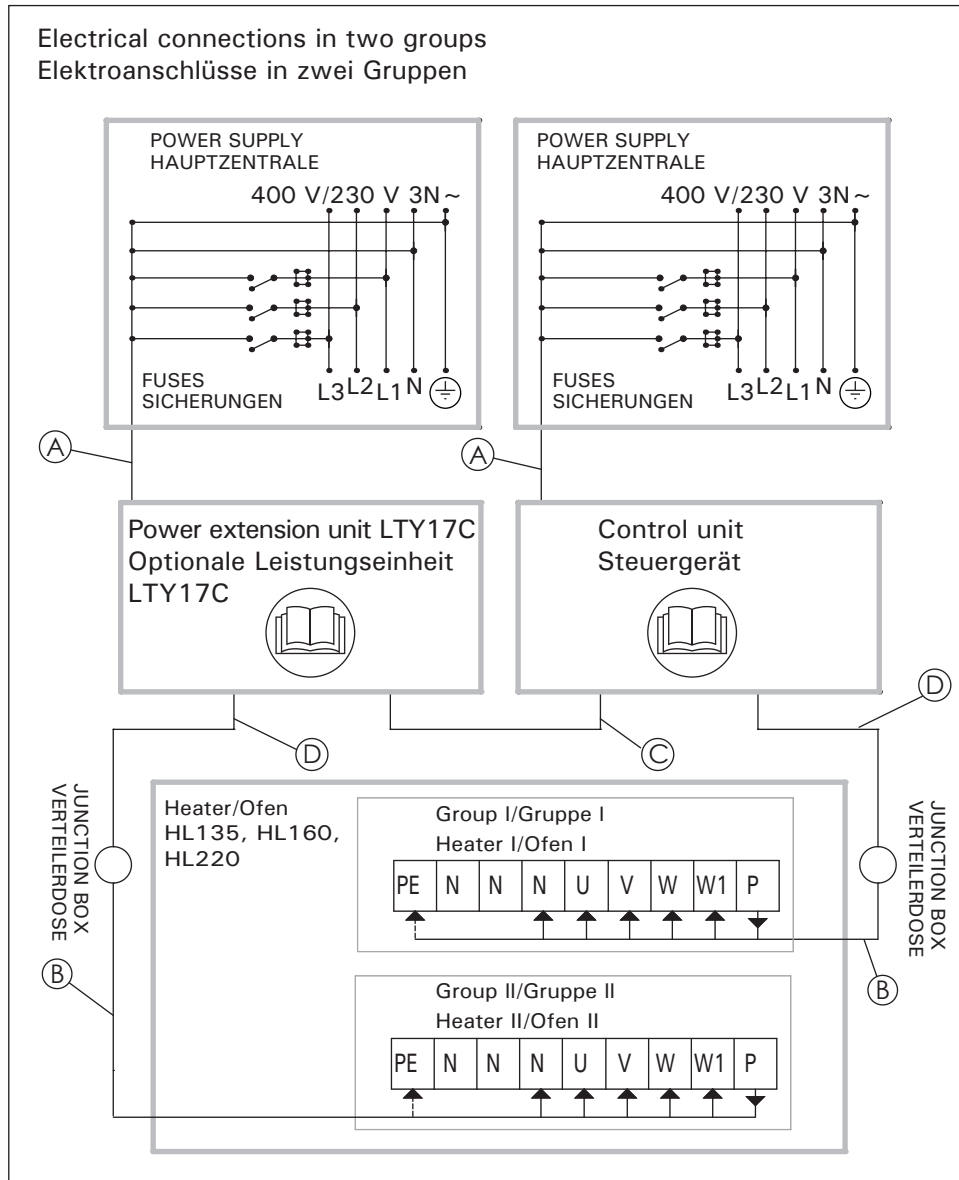 Electrical connections in two groups
Elektroanschlüsse in zwei Gruppen
POWER SUPPLY
HAUPTZENTRALE
400 V/230 V 3N~
FUSES
SICHERUNGEN
L3 L2 L1 N
POWER SUPPLY
HAUPTZENTRALE
400 V/230 V 3N~
FUSES
SICHERUNGEN
L3 L2 L1 N
A
A
Power extension unit LTY17C
Optionale Leistungseinheit
LTY17C
Control unit
Steuergerät
D
C
D
JUNCTION BOX
VERTEILERDOSE
Heater/Ofen
HL135, HL160,
HL220
Group I/Gruppe I
Heater I/Ofen I
PE N N N U V W W1 P
JUNCTION BOX
VERTEILERDOSE
B
B
Group II/Gruppe II
Heater II/Ofen II
PE N N N U V W W1 P